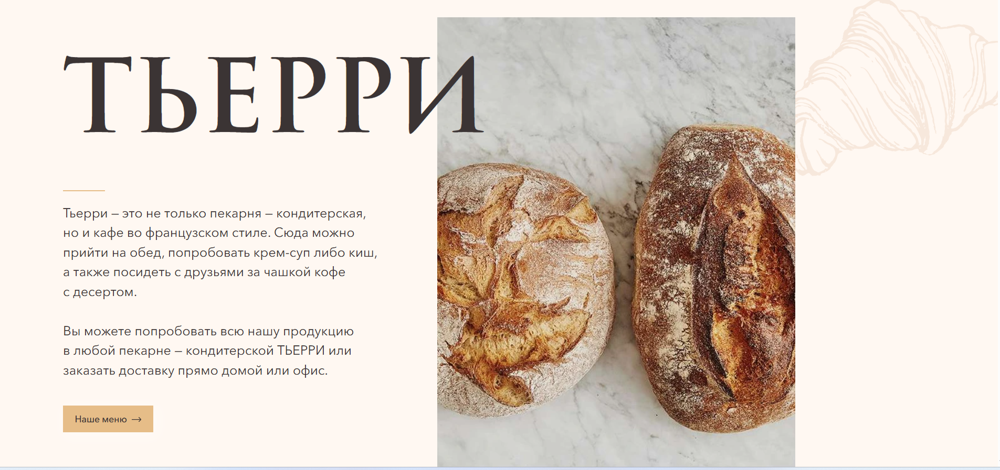 ТЬЕРРИ
Тьерри – это не только пекарня – кондитерская,
но и кафе во французском стиле. Сюда можно
прийти на обед, попробовать крем-суп либо киш,
а также посидеть с друзьями за чашкой кофе
с десертом.
Вы можете попробовать всю нашу продукцию
в любой пекарне – кондитерской ТЬЕРРИ или
заказать доставку прямо домой или офис.
Наше меню →